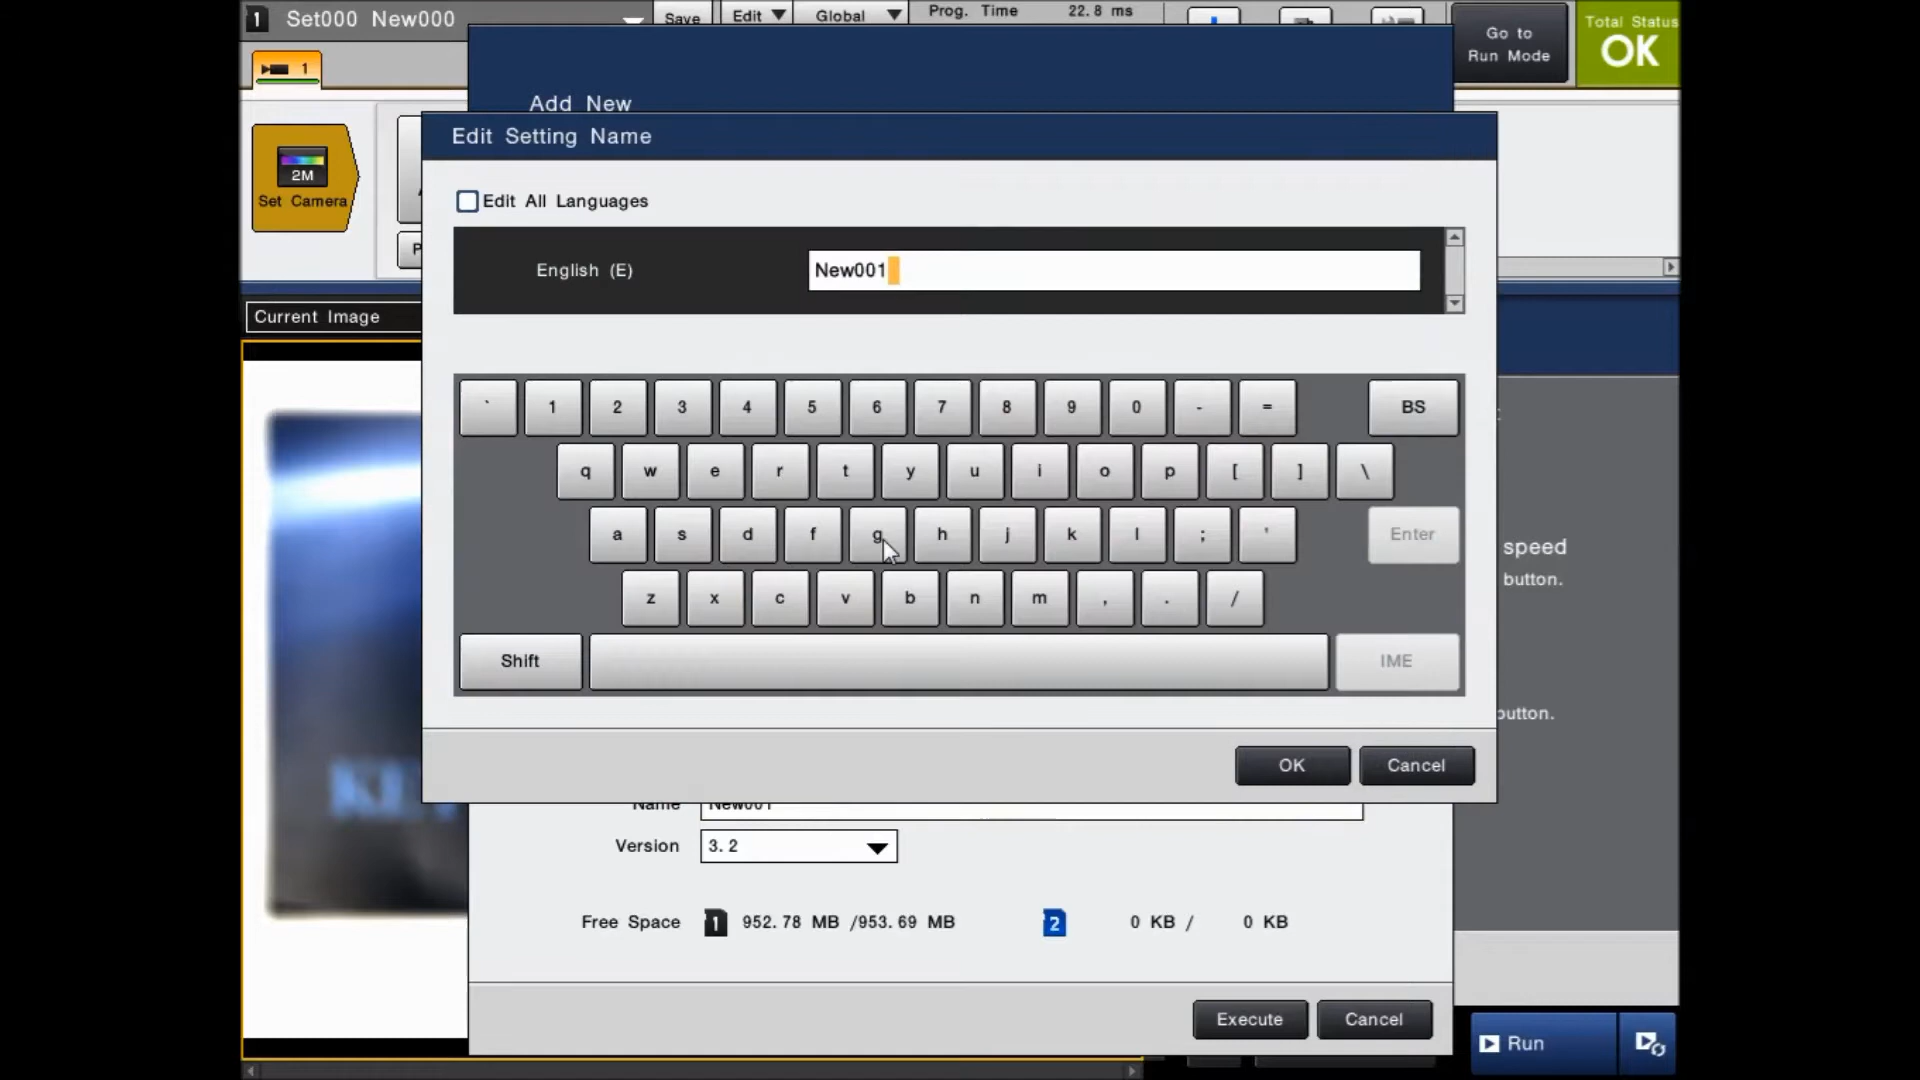 1 Set000 New000
Save
Edit
Global
Prog. Time 22.8 ms
Go to
Run Mode
Total Status
OK
1
2M
Set Camera
Add New
Edit Setting Name
Edit All Languages
English (E) New001
Current Image
` 1 2 3 4 5 6 7 8 9 0 - = BS
q w e r t y u i o p [ ] \
a s d f g h j k l ; ' Enter
z x c v b n m , . /
Shift IME
speed
button.
button.
OK Cancel
Name New001
Version 3.2
Free Space 1 952.78 MB /953.69 MB 2 0 KB / 0 KB
Execute Cancel
Run